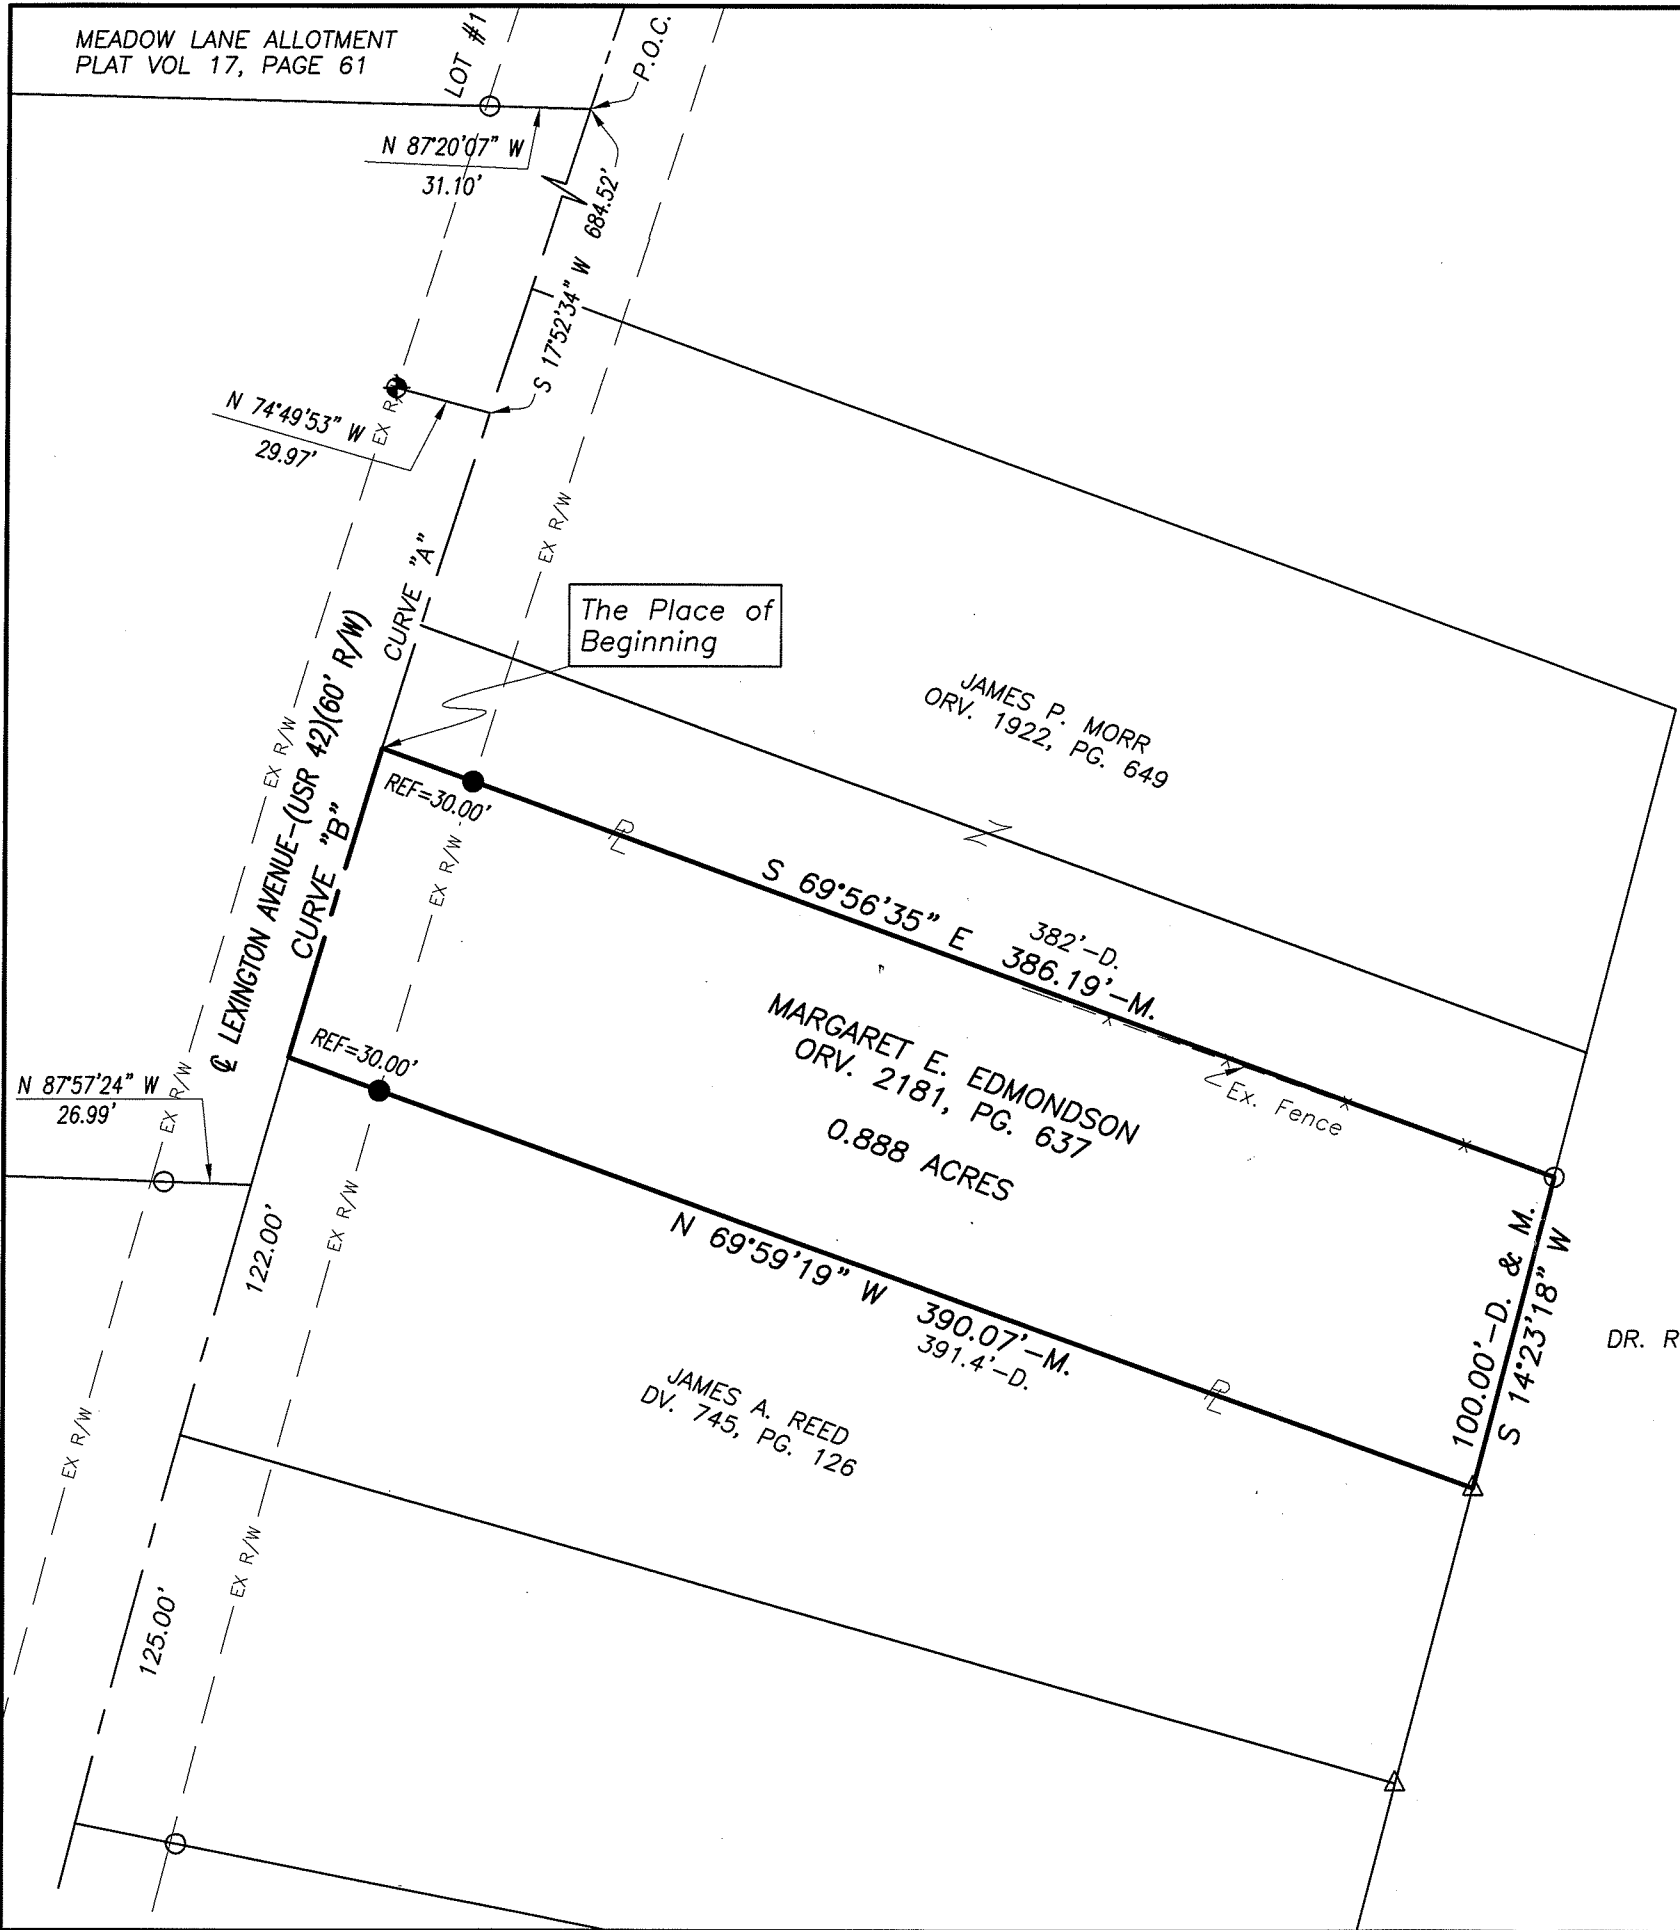 MEADOW LANE ALLOTMENT
PLAT VOL 17, PAGE 61
LOT #1
P.O.C.
N 87°20'07" W
31.10'
S 17°52'34" W 684.52'
N 74°49'53" W
29.97'
EX R/W
EX R/W
CURVE "A"
The Place of
Beginning
JAMES P. MORR
ORV. 1922, PG. 649
EX R/W
℄ LEXINGTON AVENUE-(USR 42)(60' R/W)
CURVE "B"
REF=30.00'
EX R/W
PL
Z
S 69°56'35" E 386.19'-M.
382'-D.
MARGARET E. EDMONDSON
ORV. 2181, PG. 637
0.888 ACRES
Ex. Fence
REF=30.00'
N 87°57'24" W
26.99'
EX R/W
EX R/W
122.00'
N 69°59'19" W 390.07'-M.
391.4'-D.
PL
100.00'-D. & M.
S 14°23'18" W
DR. R
JAMES A. REED
DV. 745, PG. 126
EX R/W
EX R/W
125.00'